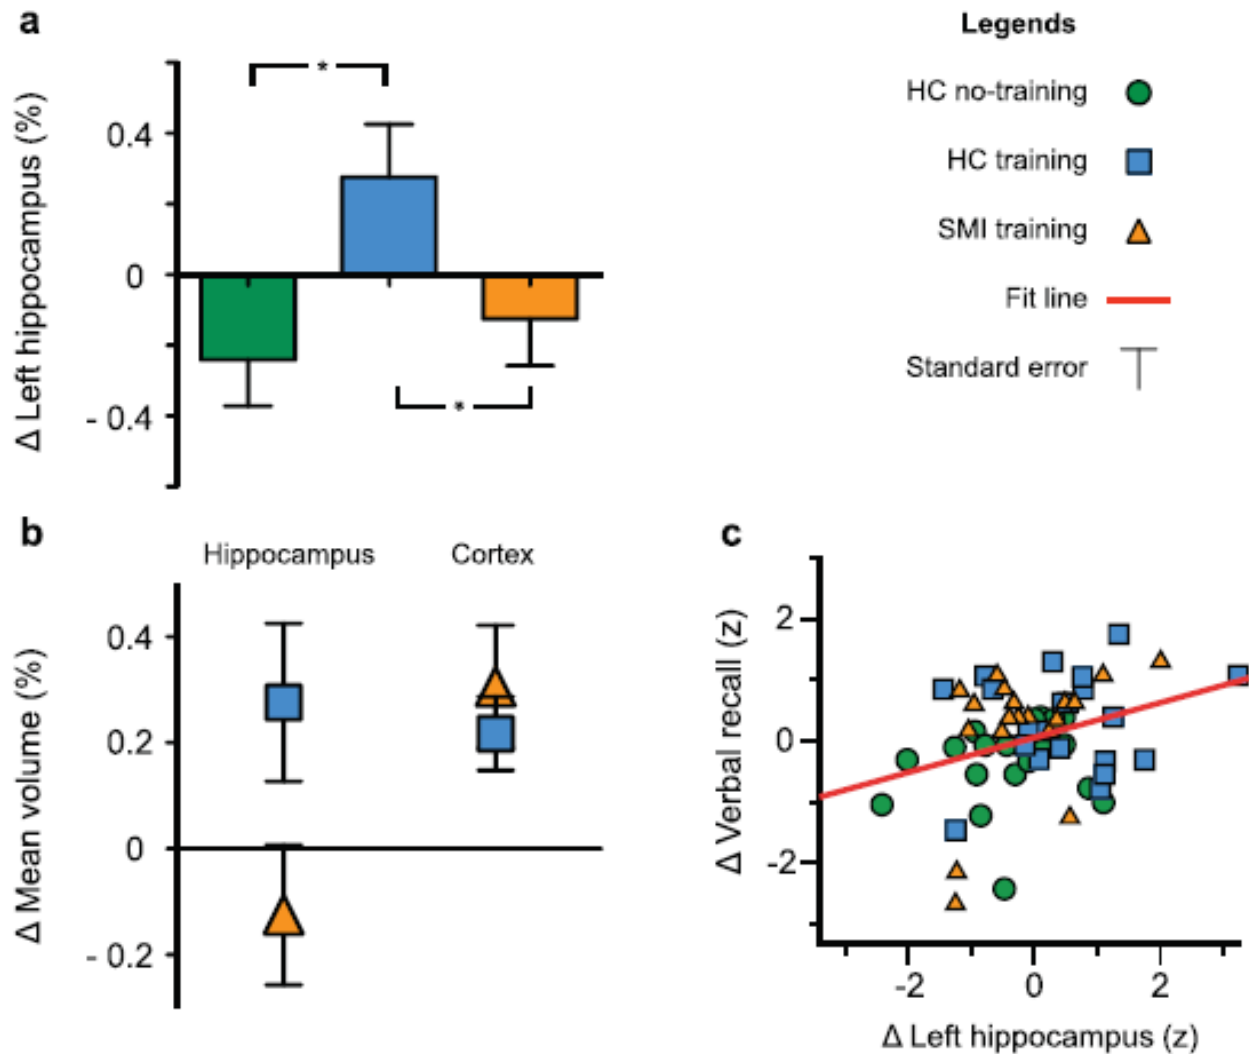 a
Δ Left hippocampus (%)
0.4
0
- 0.4
*
*
Legends
HC no-training
HC training
SMI training
Fit line
Standard error
b
Hippocampus
Cortex
Δ Mean volume (%)
0.4
0.2
0
- 0.2
c
Δ Verbal recall (z)
2
0
-2
-2
0
2
Δ Left hippocampus (z)